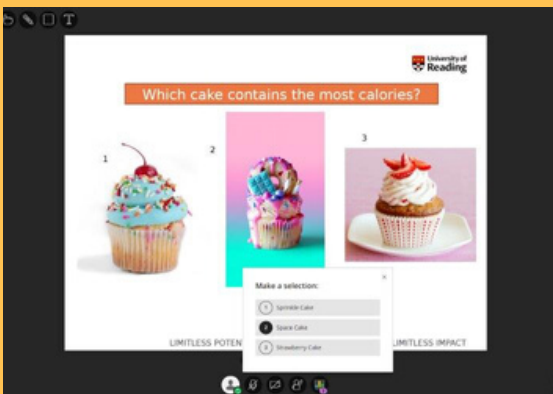 T
University of
Reading
Which cake contains the most calories?
1
2
3
Make a selection:
1 Sprinkle Cake
2 Space Cake
3 Strawberry Cake
LIMITLESS POTEN
LIMITLESS IMPACT